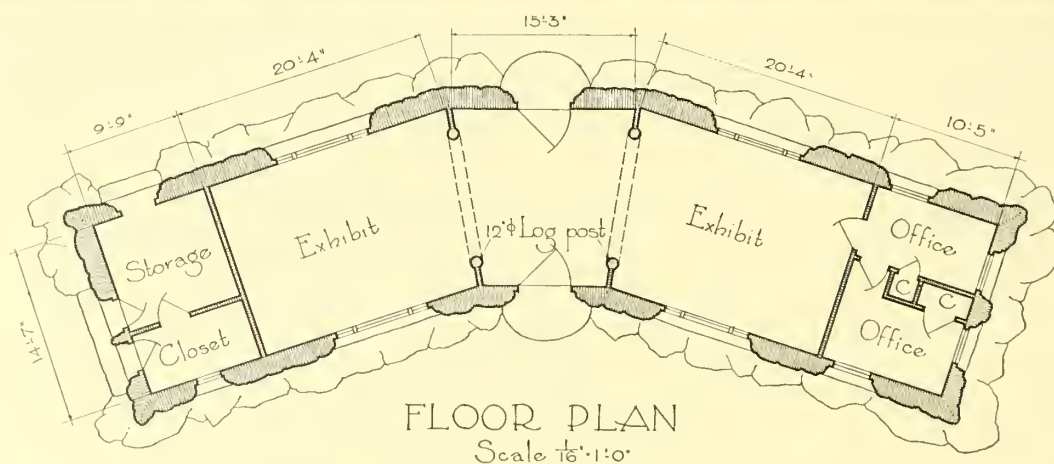 15'-3"
20'-4"
20'-4"
9'-9"
10'-5"
Exhibit
12"ϕ Log post
Exhibit
Office
Storage
C
C
14'-7"
Closet
Office
FLOOR PLAN
Scale 1/16"·1'-0"